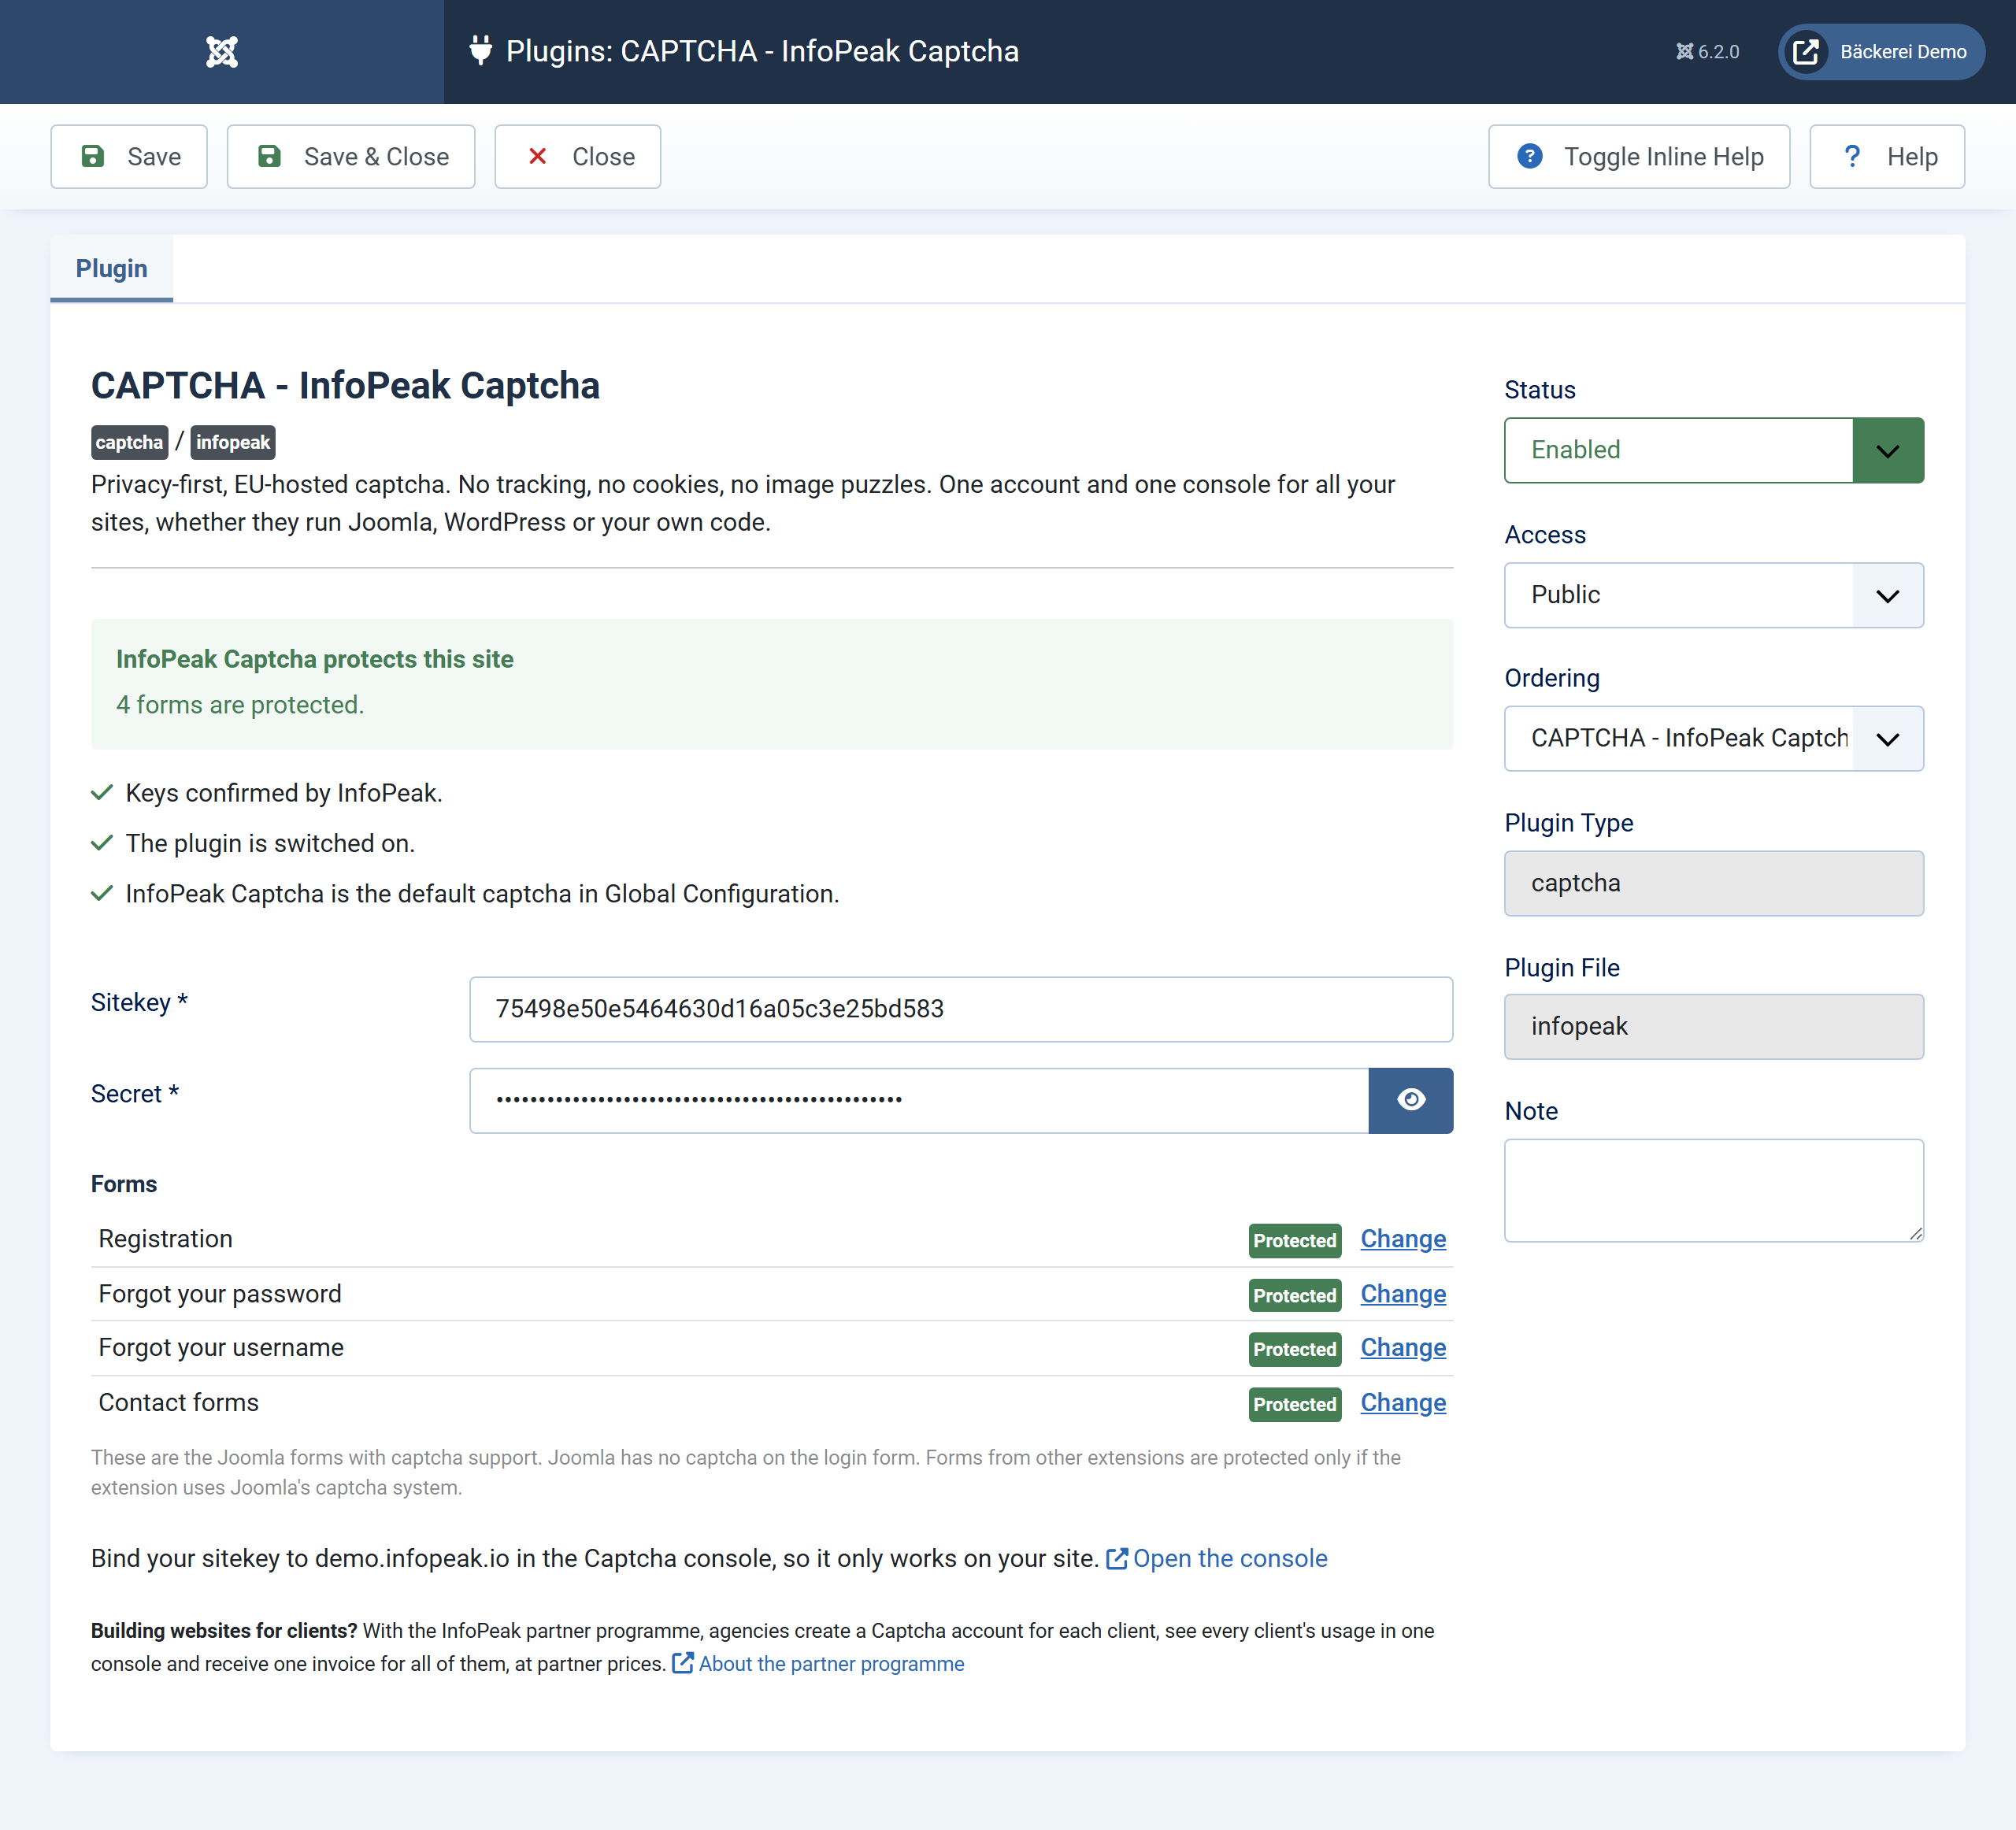 Plugins: CAPTCHA - InfoPeak Captcha
6.2.0
Bäckerei Demo
Save
Save & Close
Close
Toggle Inline Help
Help
Plugin
CAPTCHA - InfoPeak Captcha
captcha / infopeak
Privacy-first, EU-hosted captcha. No tracking, no cookies, no image puzzles. One account and one console for all your
sites, whether they run Joomla, WordPress or your own code.
InfoPeak Captcha protects this site
4 forms are protected.
Keys confirmed by InfoPeak.
The plugin is switched on.
InfoPeak Captcha is the default captcha in Global Configuration.
Sitekey *
75498e50e5464630d16a05c3e25bd583
Secret *
Forms
Registration Protected Change
Forgot your password Protected Change
Forgot your username Protected Change
Contact forms Protected Change
These are the Joomla forms with captcha support. Joomla has no captcha on the login form. Forms from other extensions are protected only if the
extension uses Joomla's captcha system.
Bind your sitekey to demo.infopeak.io in the Captcha console, so it only works on your site. Open the console
Building websites for clients? With the InfoPeak partner programme, agencies create a Captcha account for each client, see every client's usage in one
console and receive one invoice for all of them, at partner prices. About the partner programme
Status
Enabled
Access
Public
Ordering
CAPTCHA - InfoPeak Captch
Plugin Type
captcha
Plugin File
infopeak
Note